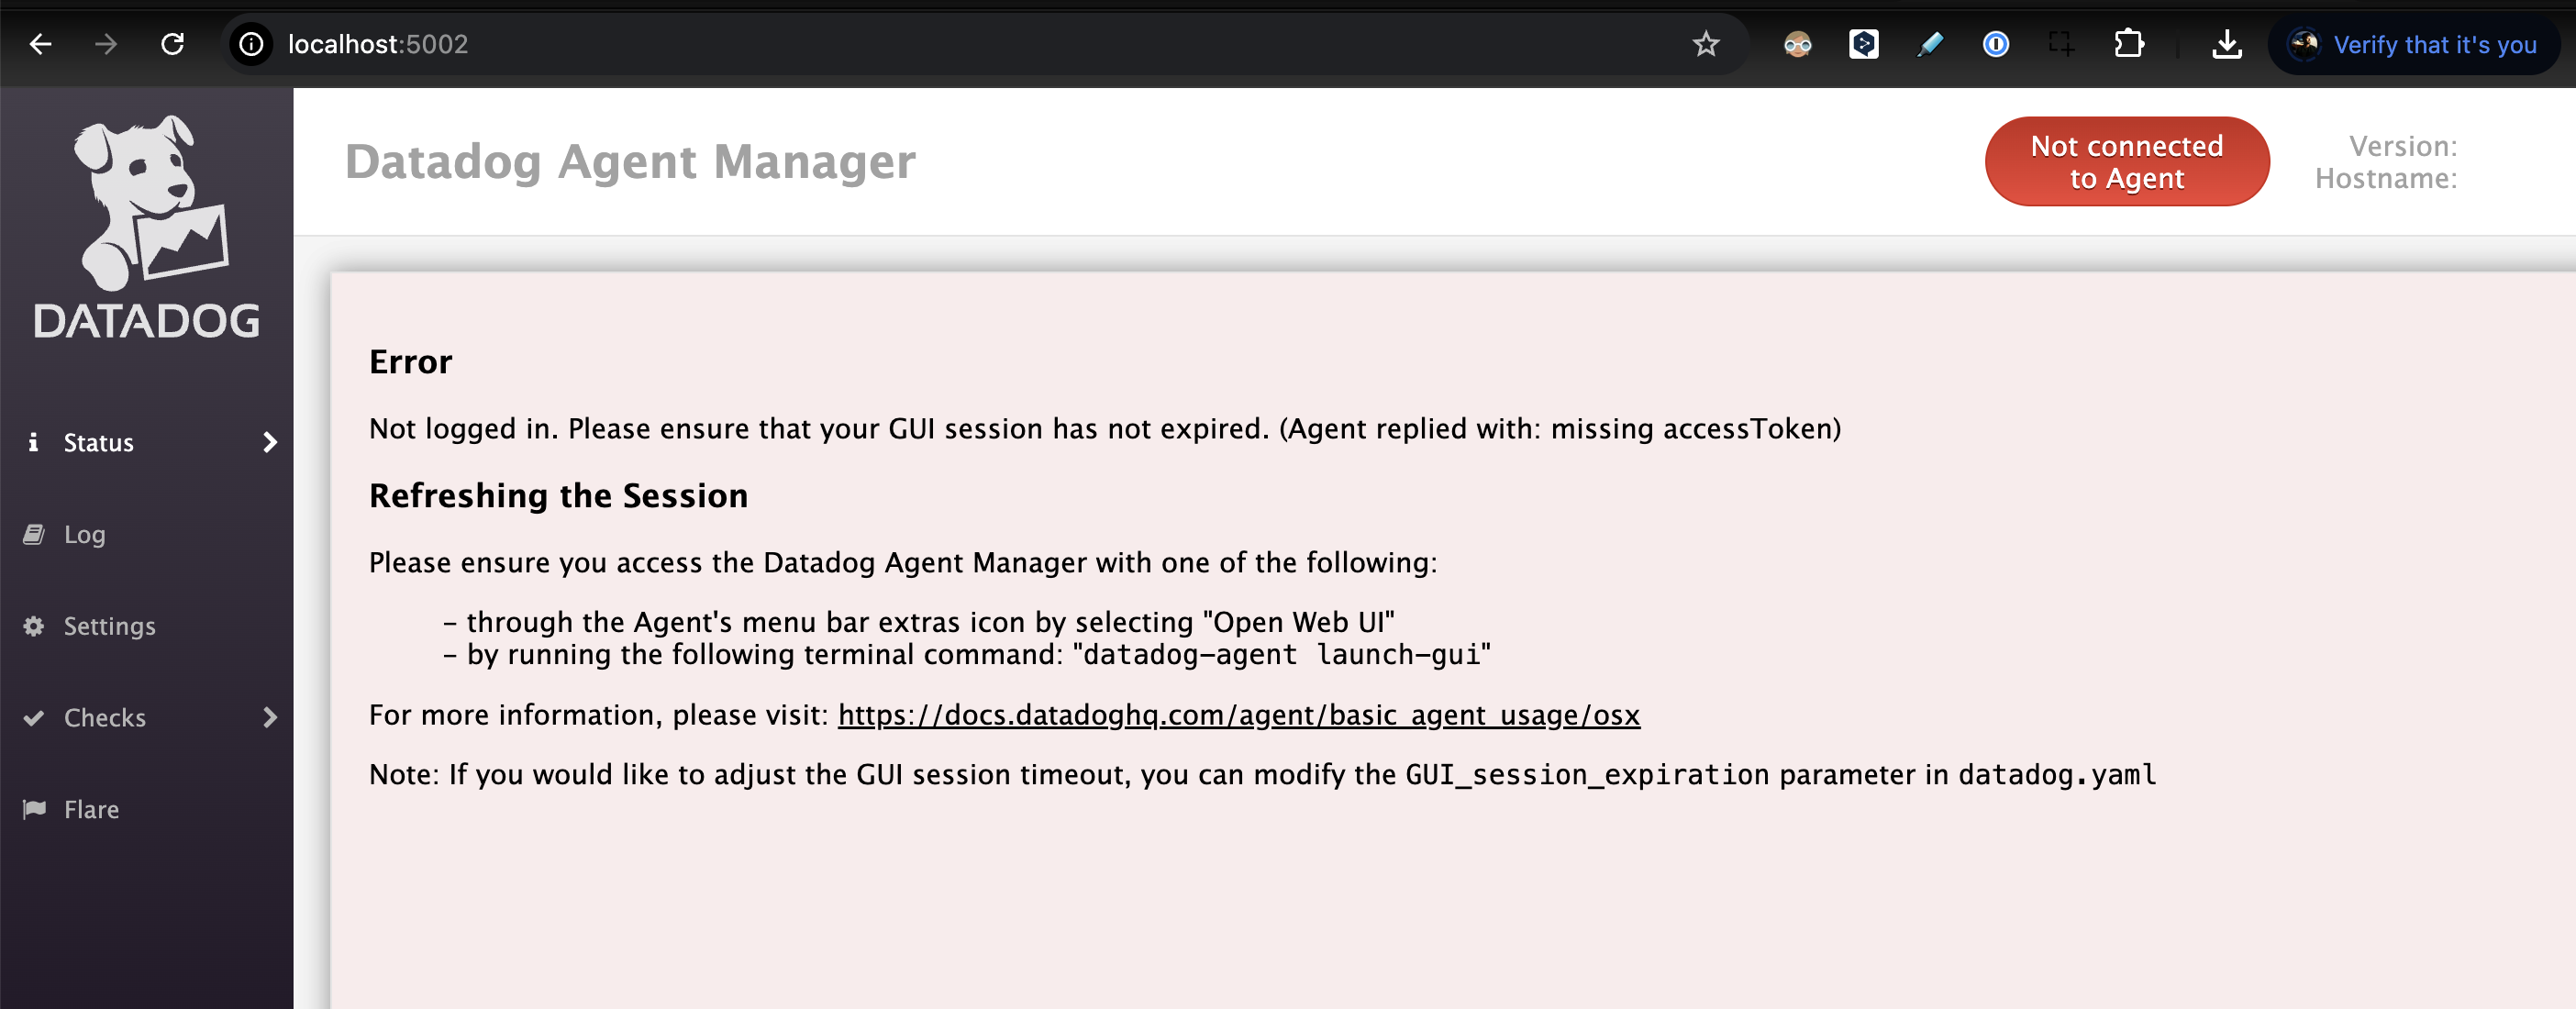 localhost:5002
Verify that it's you
DATADOG
Datadog Agent Manager
Not connected
to Agent
Version:
Hostname:
Status
Log
Settings
Checks
Flare
Error
Not logged in. Please ensure that your GUI session has not expired. (Agent replied with: missing accessToken)
Refreshing the Session
Please ensure you access the Datadog Agent Manager with one of the following:
– through the Agent's menu bar extras icon by selecting "Open Web UI"
– by running the following terminal command: "datadog-agent launch-gui"
For more information, please visit: https://docs.datadoghq.com/agent/basic_agent_usage/osx
Note: If you would like to adjust the GUI session timeout, you can modify the GUI_session_expiration parameter in datadog.yaml